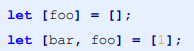 let [foo] = [];
let [bar, foo] = [1];